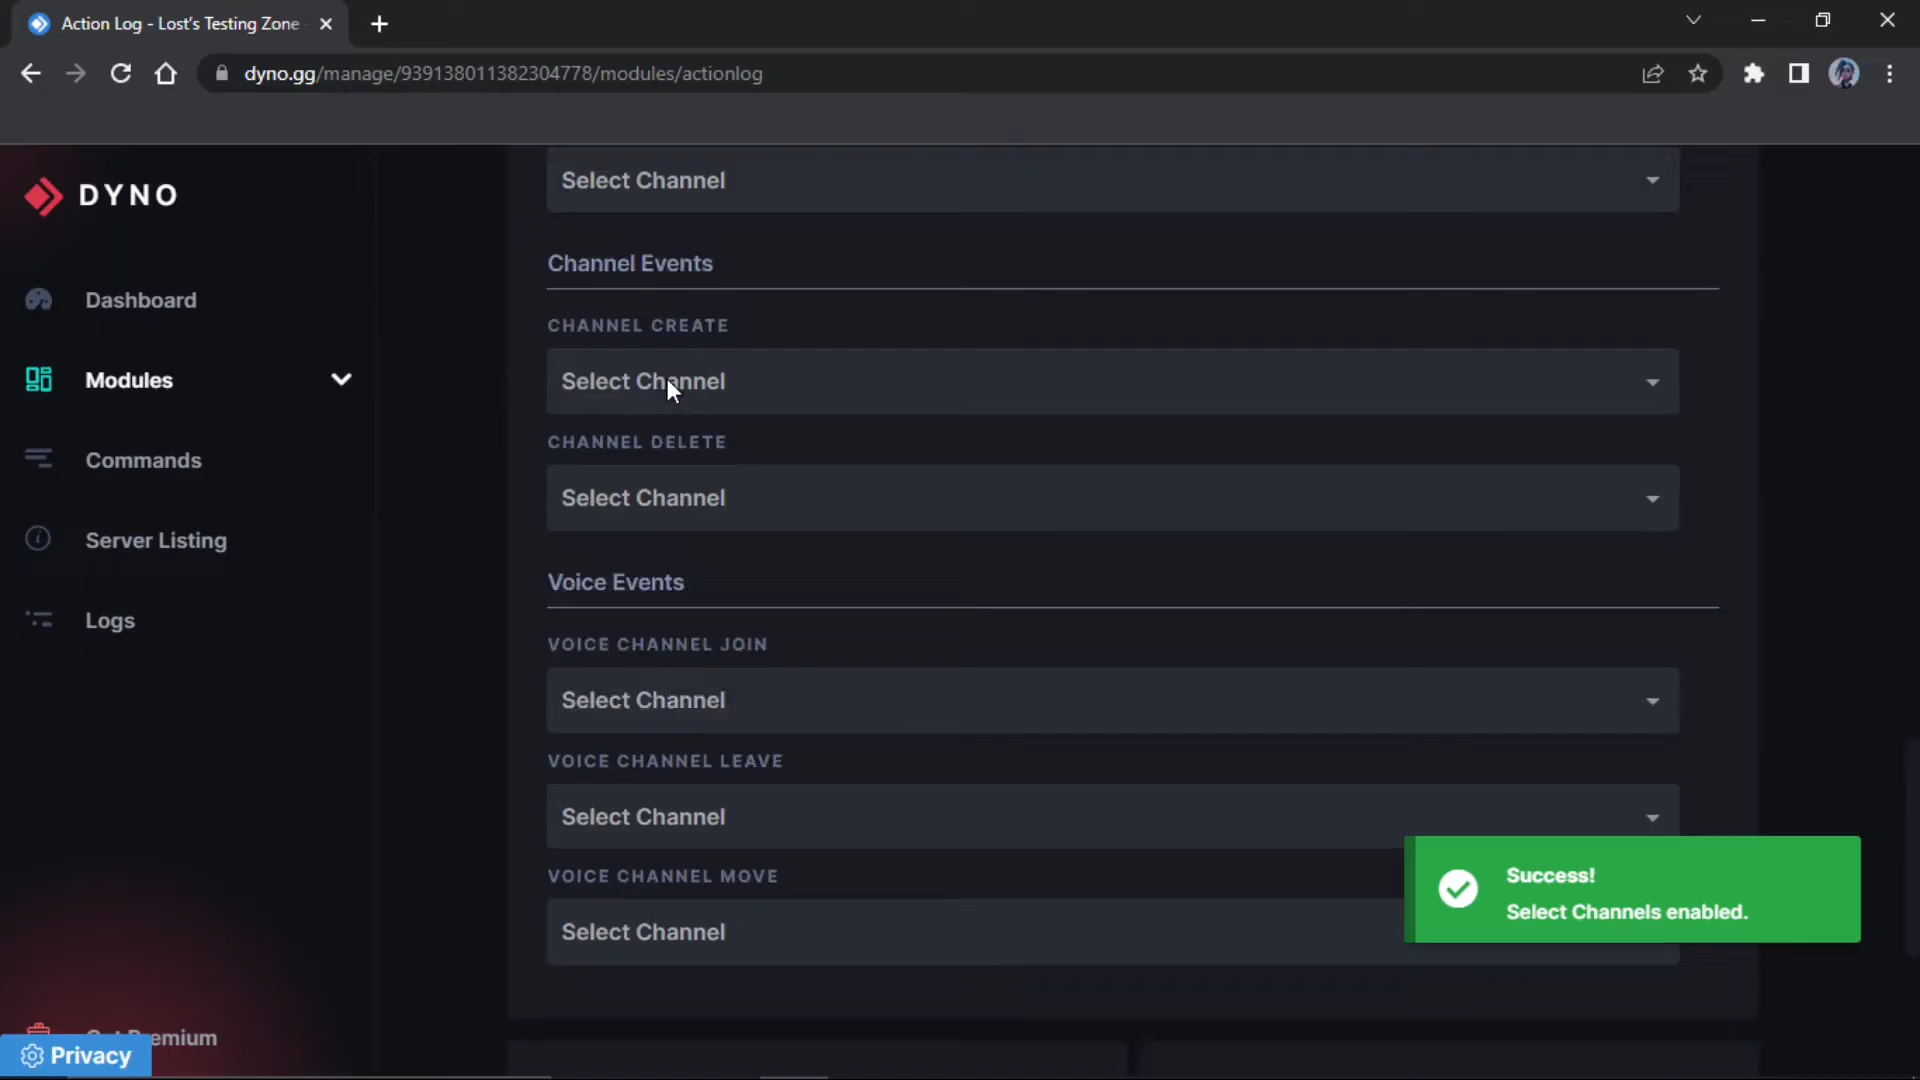 Action Log - Lost's Testing Zone
dyno.gg/manage/939138011382304778/modules/actionlog
DYNO
Dashboard
Modules
Commands
Server Listing
Logs
Premium
Privacy
Select Channel
Channel Events
CHANNEL CREATE
Select Channel
CHANNEL DELETE
Select Channel
Voice Events
VOICE CHANNEL JOIN
Select Channel
VOICE CHANNEL LEAVE
Select Channel
VOICE CHANNEL MOVE
Select Channel
Success!
Select Channels enabled.